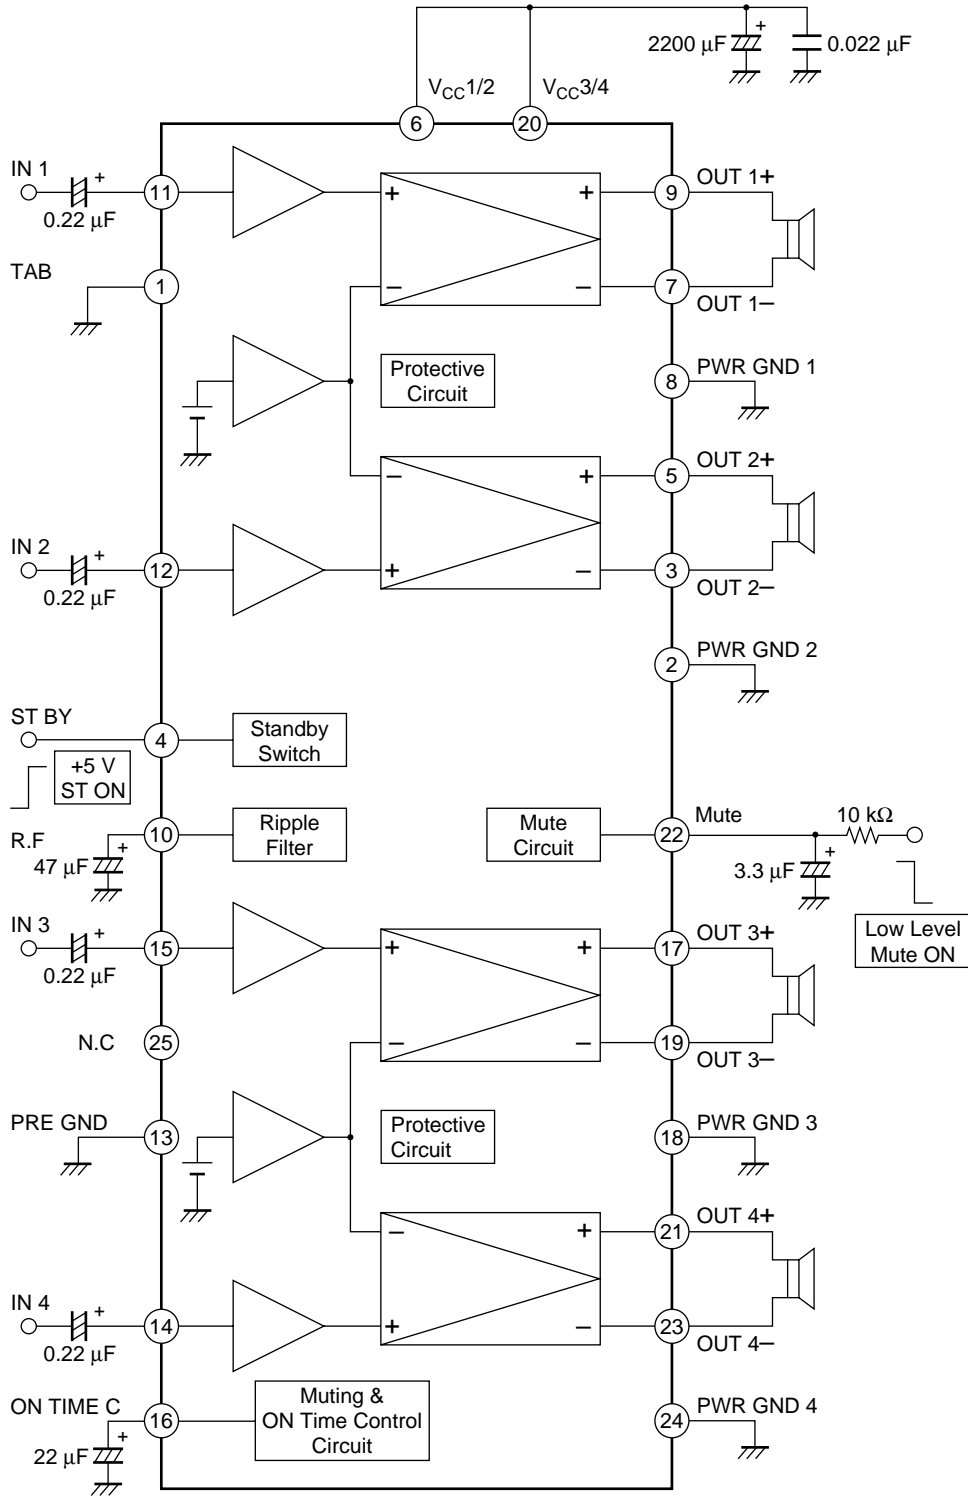 2200 μF
+
0.022 μF
VCC1/2
VCC3/4
6
20
IN 1
+
0.22 μF
11
+
+
9
OUT 1+
TAB
1
−
−
7
OUT 1−
Protective
Circuit
8
PWR GND 1
−
+
5
OUT 2+
IN 2
+
0.22 μF
12
+
−
3
OUT 2−
2
PWR GND 2
ST BY
4
Standby
Switch
+5 V
ST ON
R.F
10
Ripple
Filter
47 μF
+
Mute
Circuit
22
Mute
10 kΩ
3.3 μF
+
Low Level
Mute ON
IN 3
+
0.22 μF
15
+
+
17
OUT 3+
N.C
25
−
−
19
OUT 3−
PRE GND
13
Protective
Circuit
18
PWR GND 3
−
+
21
OUT 4+
IN 4
+
0.22 μF
14
+
−
23
OUT 4−
ON TIME C
16
+
22 μF
Muting &
ON Time Control
Circuit
24
PWR GND 4